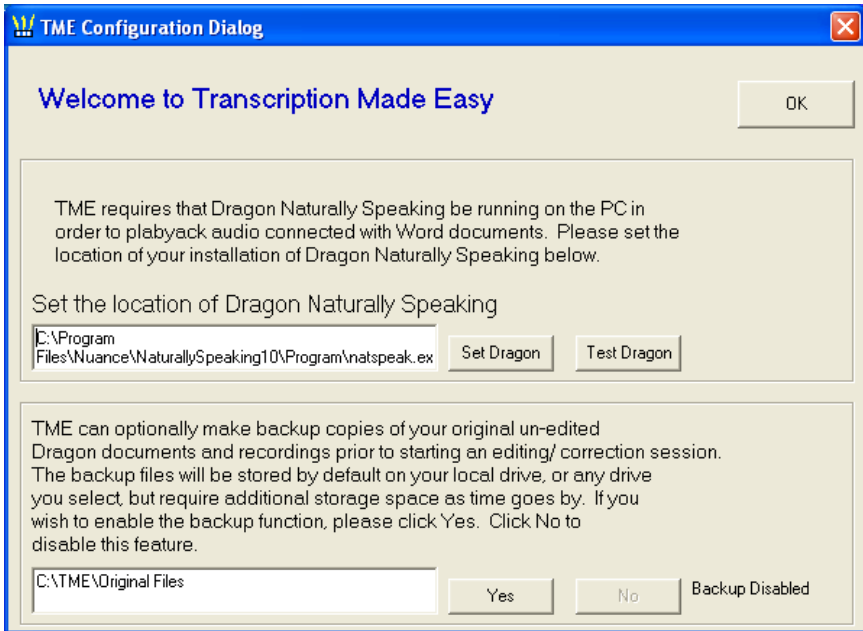 TME Configuration Dialog
Welcome to Transcription Made Easy
OK
TME requires that Dragon Naturally Speaking be running on the PC in
order to plabyack audio connected with Word documents. Please set the
location of your installation of Dragon Naturally Speaking below.
Set the location of Dragon Naturally Speaking
C:\Program
Files\Nuance\NaturallySpeaking10\Program\natspeak.ex
Set Dragon
Test Dragon
TME can optionally make backup copies of your original un-edited
Dragon documents and recordings prior to starting an editing/ correction session.
The backup files will be stored by default on your local drive, or any drive
you select, but require additional storage space as time goes by. If you
wish to enable the backup function, please click Yes. Click No to
disable this feature.
C:\TME\Original Files
Yes
No
Backup Disabled